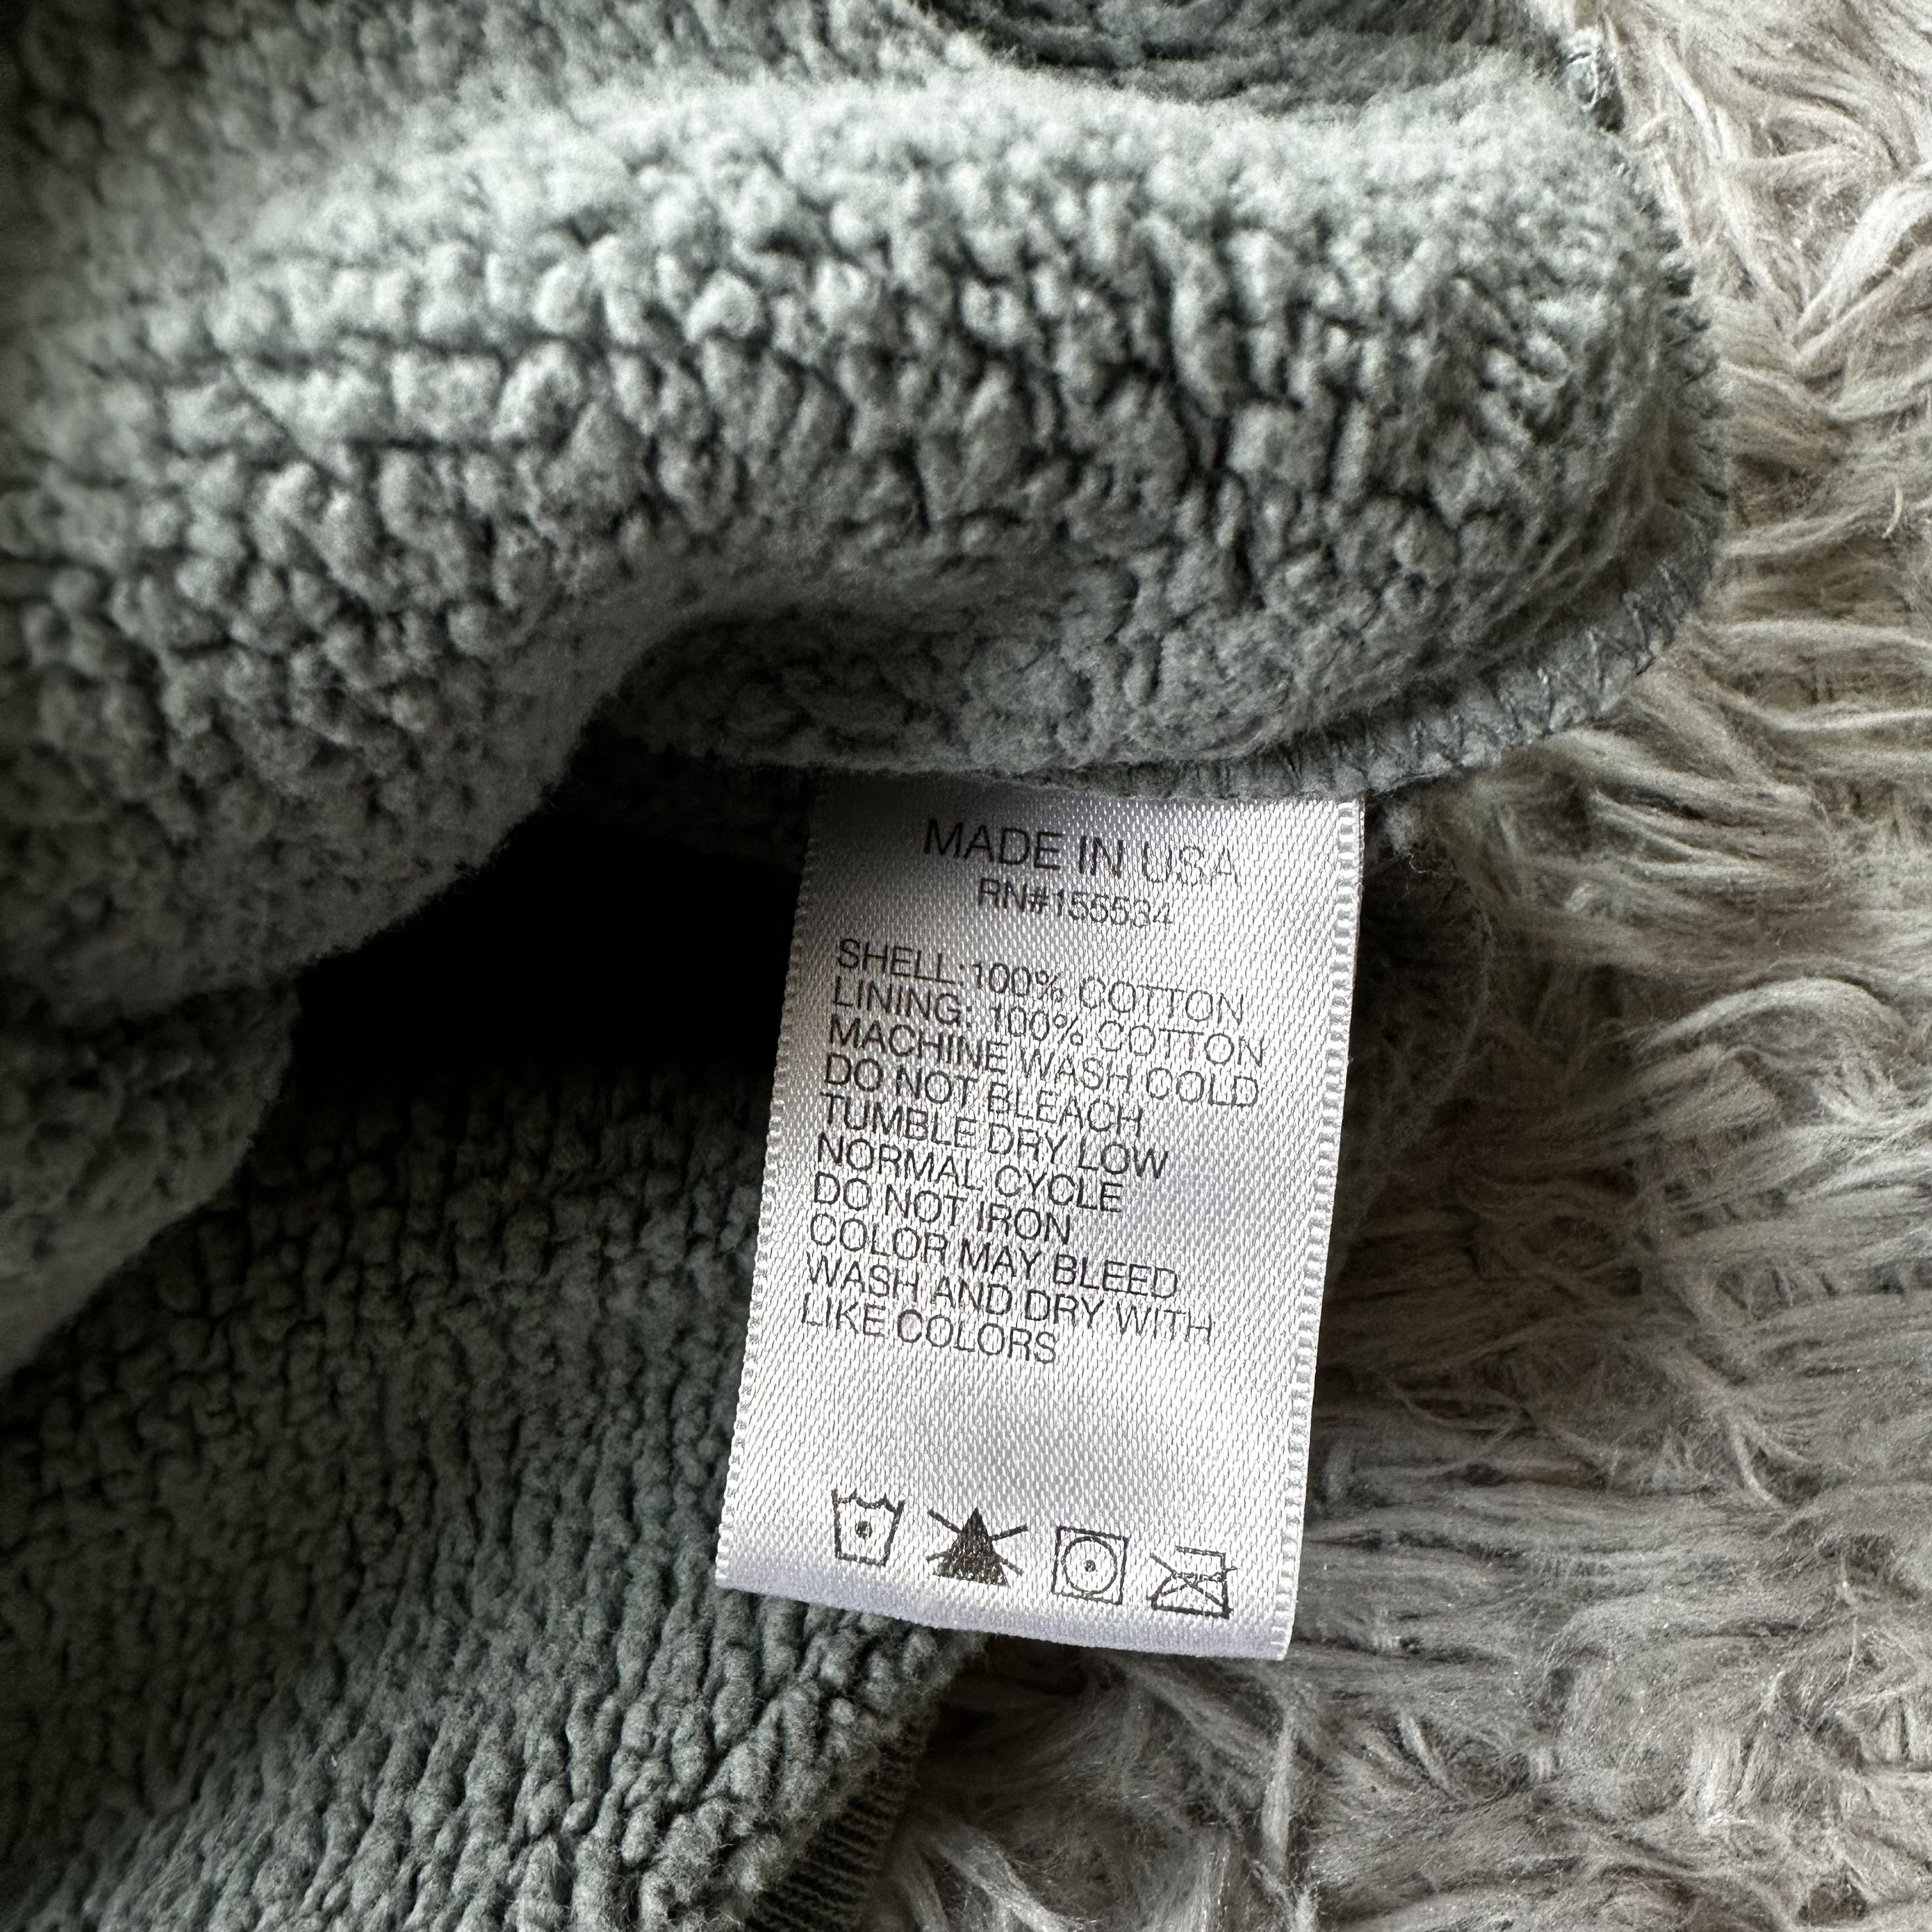 MADE IN USA
RN#155534
SHELL: 100% COTTON
LINING: 100% COTTON
MACHINE WASH COLD
DO NOT BLEACH
TUMBLE DRY LOW
NORMAL CYCLE
DO NOT IRON
COLOR MAY BLEED
WASH AND DRY WITH
LIKE COLORS